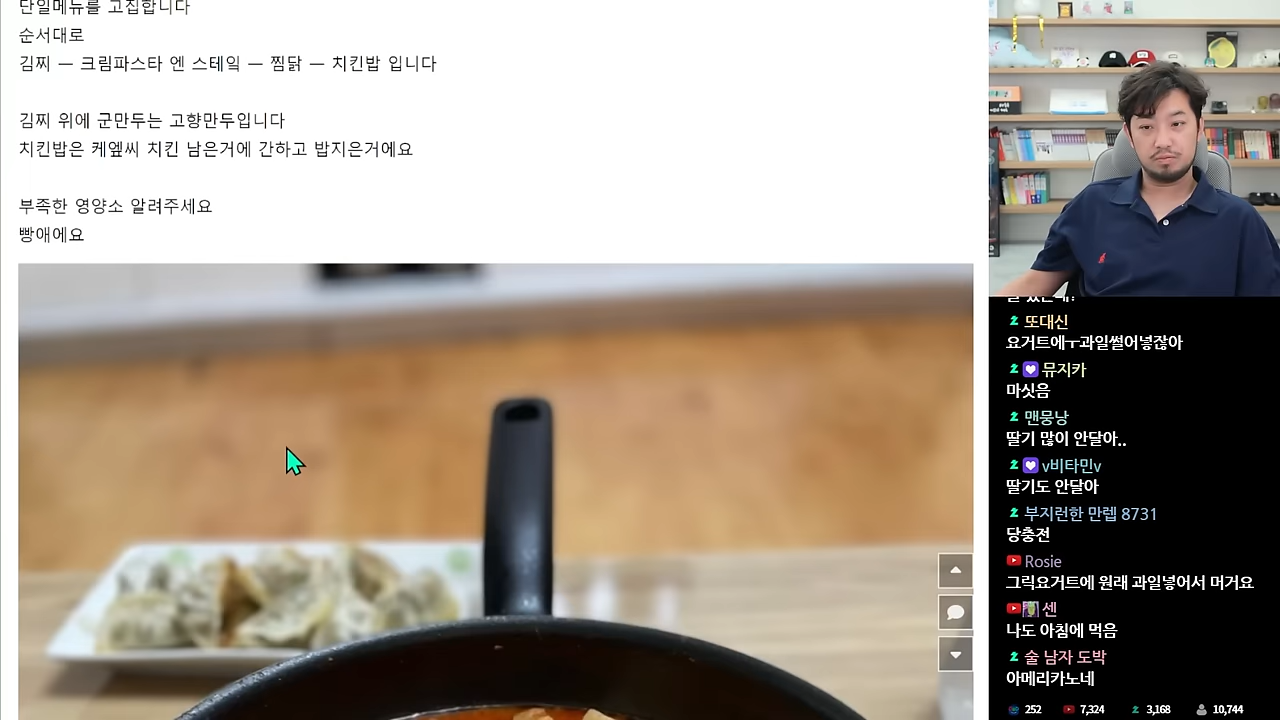 단일메뉴를 고집합니다
순서대로
김찌 — 크림파스타 엔 스테잌 — 찜닭 — 치킨밥 입니다
김찌 위에 군만두는 고향만두입니다
치킨밥은 케엪씨 치킨 남은거에 간하고 밥지은거에요
부족한 영양소 알려주세요
빵애에요
또대신
요거트에ㅜ과일썰어넣잖아
뮤지카
마싯음
맨뭉낭
딸기 많이 안달아..
v비타민v
딸기도 안달아
부지런한 만렙 8731
당충전
Rosie
그릭요거트에 원래 과일넣어서 머거요
센
나도 아침에 먹음
술 남자 도박
아메리카노네
252 7,324 3,168 10,744